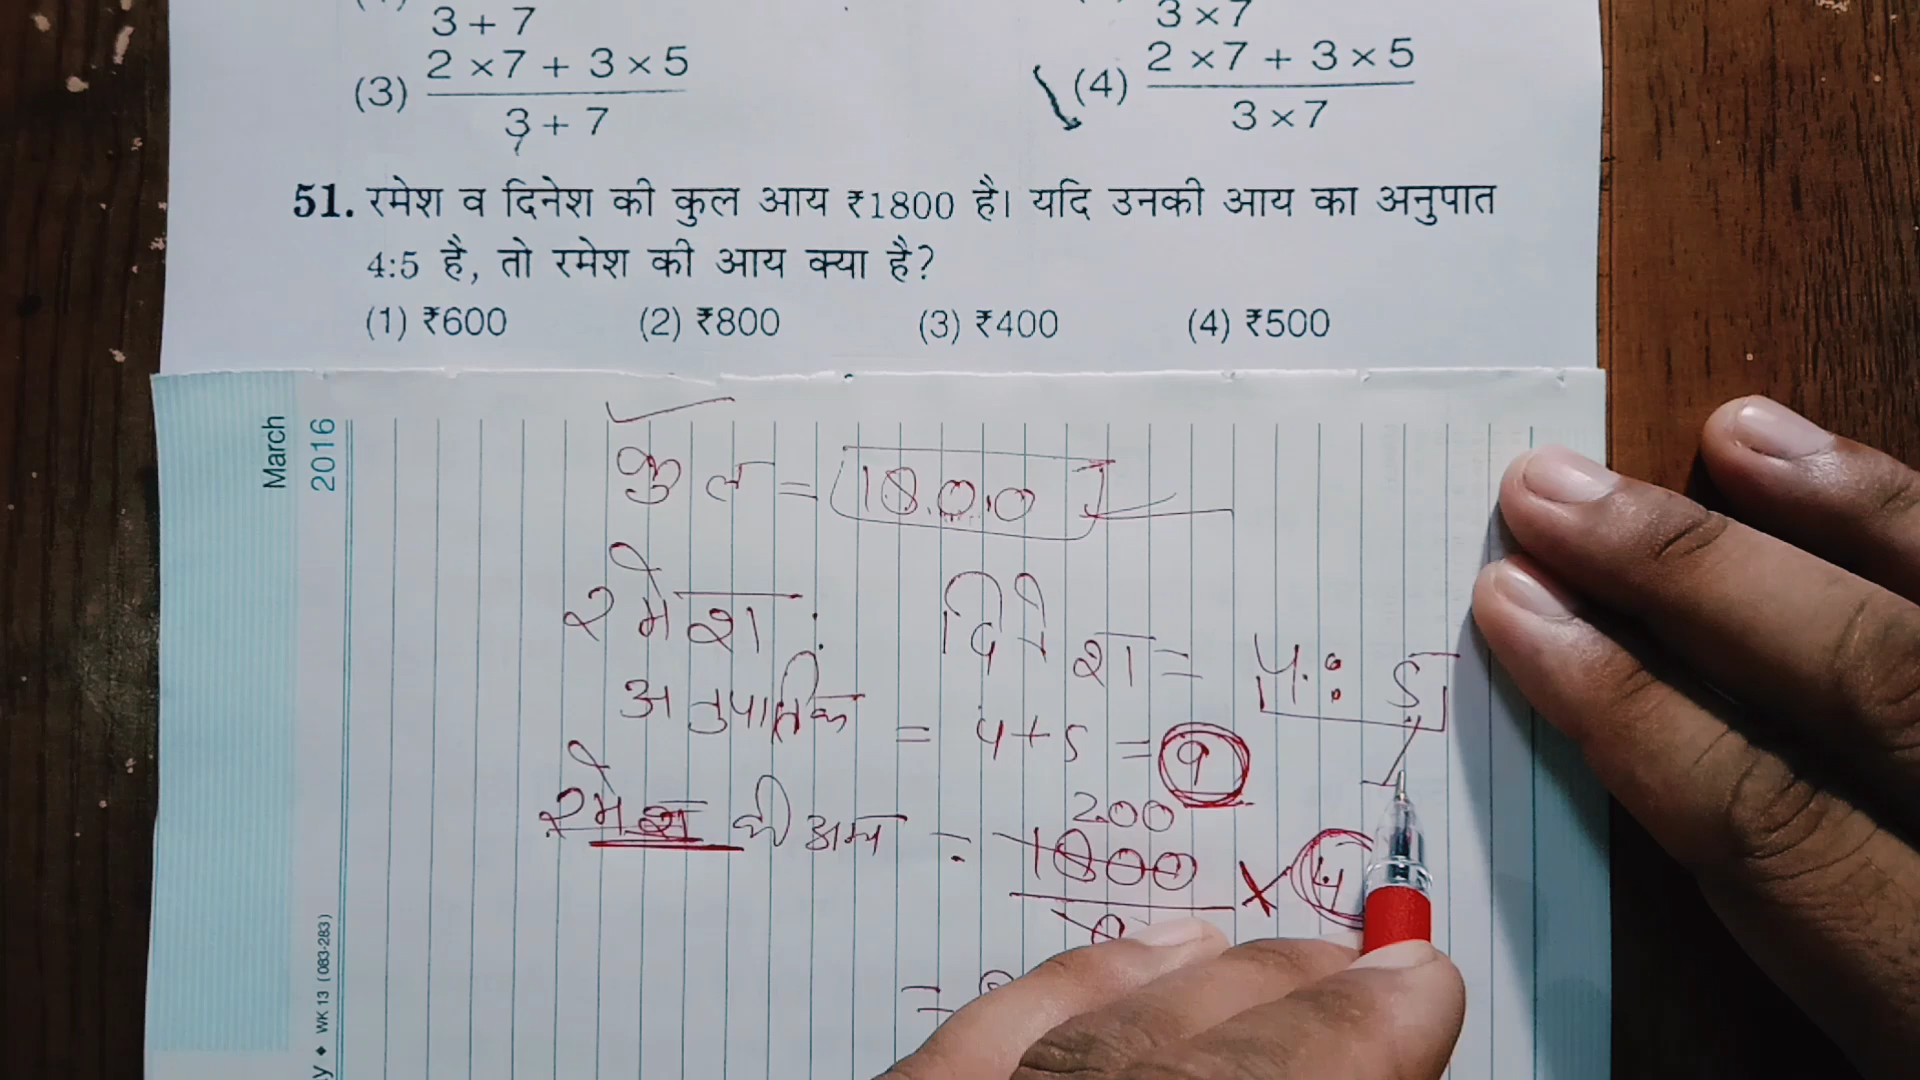 3 + 7
3 × 7
(3) 2 × 7 + 3 × 5
3 + 7
(4) 2 × 7 + 3 × 5
3 × 7
51. रमेश व दिनेश की कुल आय ₹1800 है। यदि उनकी आय का अनुपात
4:5 है, तो रमेश की आय क्या है?
(1) ₹600 (2) ₹800 (3) ₹400 (4) ₹500
March
2016
कुल = 1800
रमेश : दिनेश = 4 : 5
अनुपातिक = 4+5 = 9
200
रमेश की आय = 1800 × 4
9
=
WK 13 (083-283)